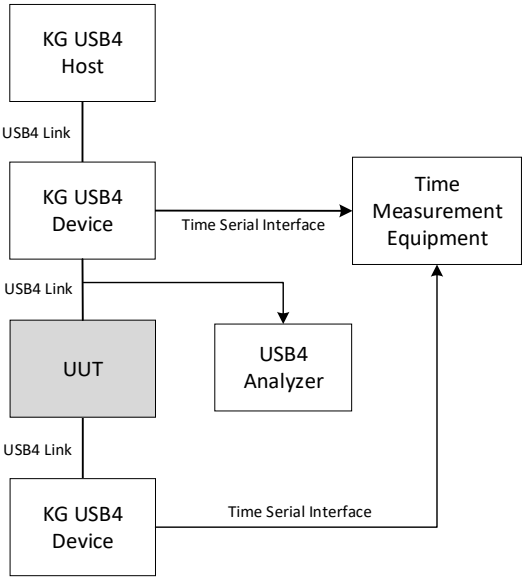 KG USB4
Host
USB4 Link
KG USB4
Device
Time Serial Interface
Time
Measurement
Equipment
USB4 Link
UUT
USB4
Analyzer
USB4 Link
KG USB4
Device
Time Serial Interface